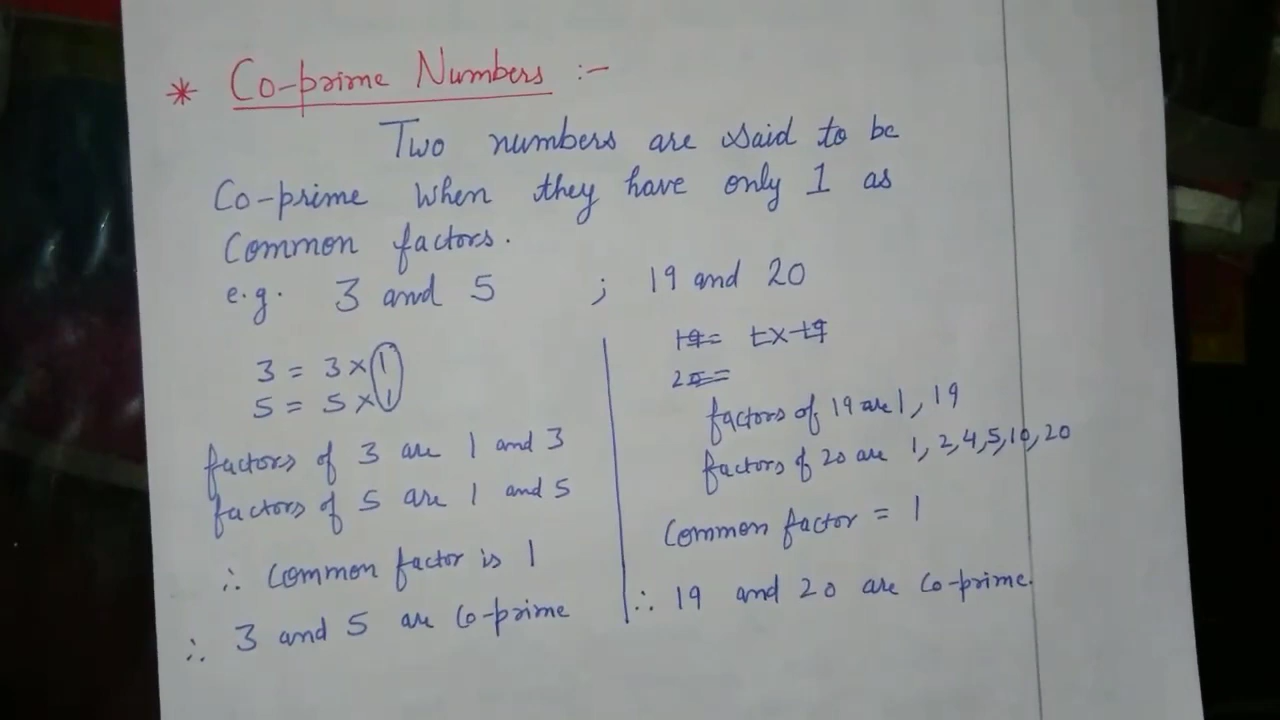 * Co-prime Numbers :-
Two numbers are said to be
Co-prime when they have only 1 as
Common factors.
e.g. 3 and 5 ; 19 and 20
3 = 3 × 1
5 = 5 × 1
factors of 3 are 1 and 3
factors of 5 are 1 and 5
∴ Common factor is 1
∴ 3 and 5 are Co-prime
19 = 1 × 19
20 =
factors of 19 are 1, 19
factors of 20 are 1, 2, 4, 5, 10, 20
Common factor = 1
∴ 19 and 20 are Co-prime.